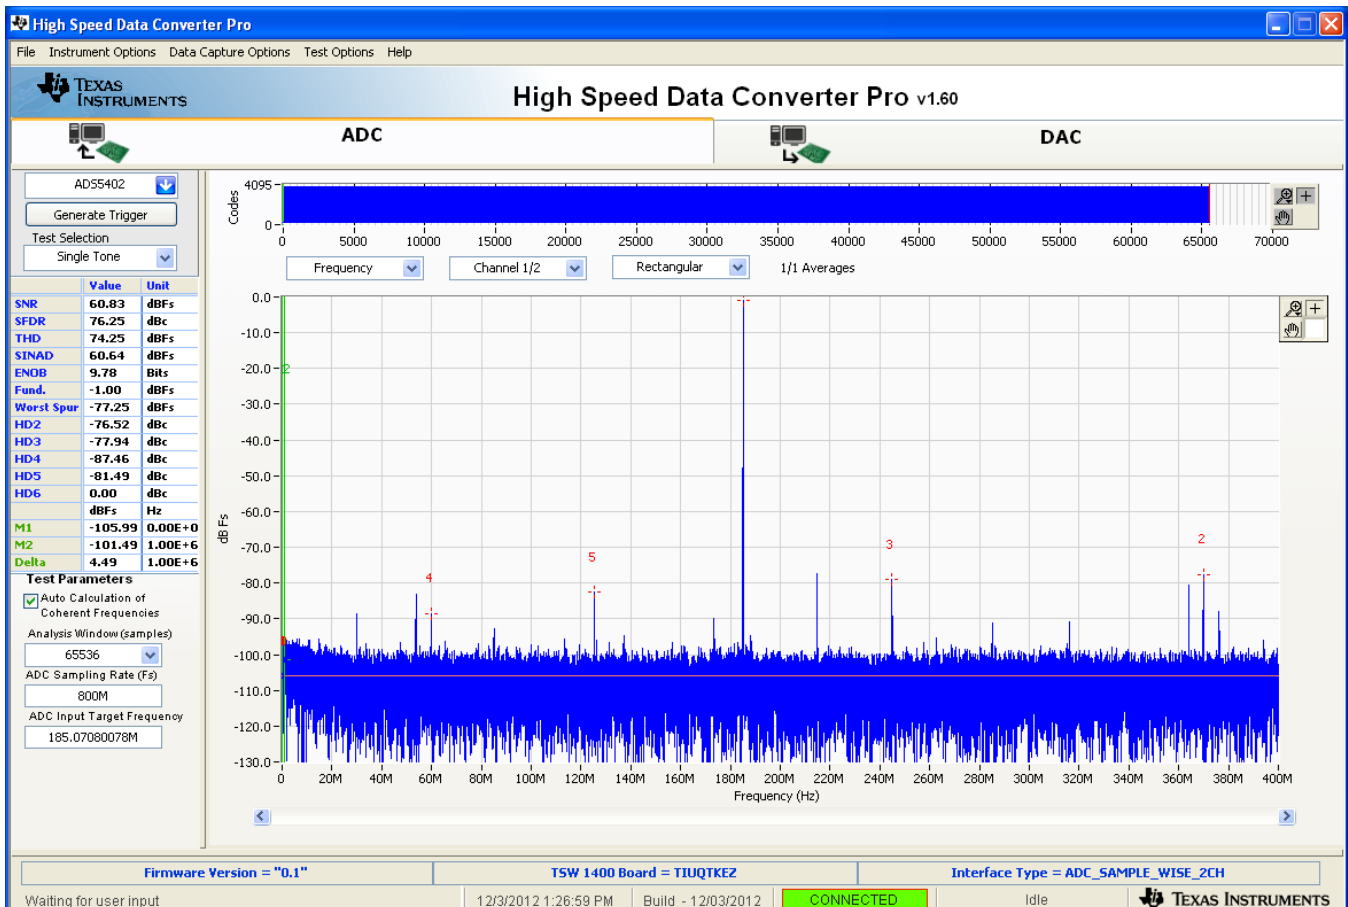 High Speed Data Converter Pro
File Instrument Options Data Capture Options Test Options Help
TEXAS INSTRUMENTS
High Speed Data Converter Pro v1.60
ADC
DAC
ADS5402
Generate Trigger
Test Selection
Single Tone
Value Unit
SNR 60.83 dBFs
SFDR 76.25 dBc
THD 74.25 dBFs
SINAD 60.64 dBFs
ENOB 9.78 Bits
Fund. -1.00 dBFs
Worst Spur -77.25 dBFs
HD2 -76.52 dBc
HD3 -77.94 dBc
HD4 -87.46 dBc
HD5 -81.49 dBc
HD6 0.00 dBc
dBFs Hz
M1 -105.99 0.00E+0
M2 -101.49 1.00E+6
Delta 4.49 1.00E+6
Test Parameters
Auto Calculation of
Coherent Frequencies
Analysis Window (samples)
65536
ADC Sampling Rate (Fs)
800M
ADC Input Target Frequency
185.07080078M
Codes
4095
0
0 5000 10000 15000 20000 25000 30000 35000 40000 45000 50000 55000 60000 65000 70000
Frequency Channel 1/2 Rectangular 1/1 Averages
dBFs
0.0
-10.0
-20.0
-30.0
-40.0
-50.0
-60.0
-70.0
-80.0
-90.0
-100.0
-110.0
-120.0
-130.0
2
4
5
3
2
0 20M 40M 60M 80M 100M 120M 140M 160M 180M 200M 220M 240M 260M 280M 300M 320M 340M 360M 380M 400M
Frequency (Hz)
Firmware Version = "0.1"
TSW 1400 Board = TIUQTKEZ
Interface Type = ADC_SAMPLE_WISE_2CH
Waiting for user input
12/3/2012 1:26:59 PM
Build - 12/03/2012
CONNECTED
Idle
TEXAS INSTRUMENTS